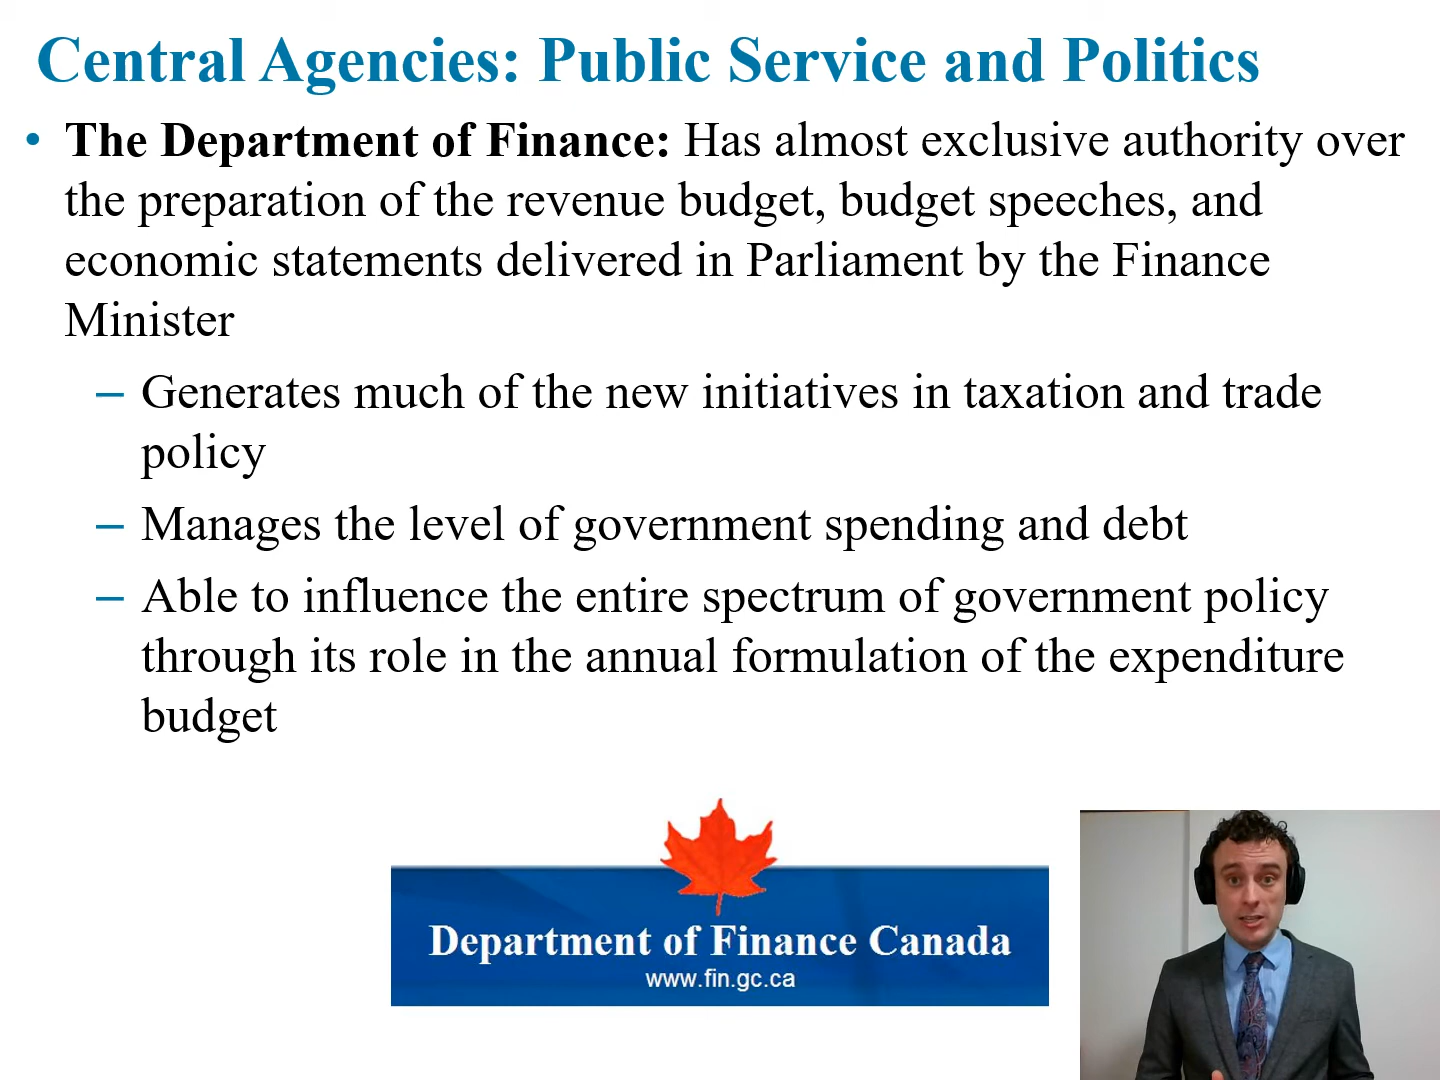 Central Agencies: Public Service and Politics
• The Department of Finance: Has almost exclusive authority over
the preparation of the revenue budget, budget speeches, and
economic statements delivered in Parliament by the Finance
Minister
– Generates much of the new initiatives in taxation and trade
policy
– Manages the level of government spending and debt
– Able to influence the entire spectrum of government policy
through its role in the annual formulation of the expenditure
budget
Department of Finance Canada
www.fin.gc.ca